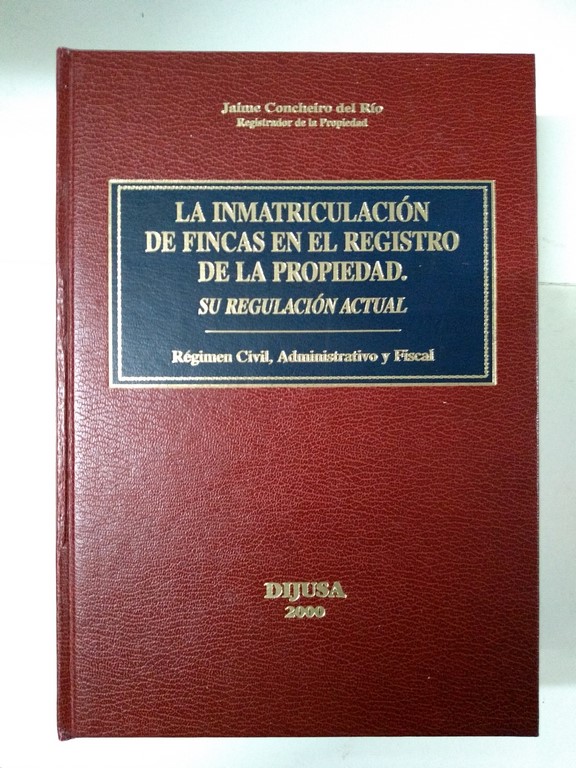 Jaime Concheiro del Río
Registrador de la Propiedad
LA INMATRICULACIÓN
DE FINCAS EN EL REGISTRO
DE LA PROPIEDAD.
SU REGULACIÓN ACTUAL
Régimen Civil, Administrativo y Fiscal
DIJUSA
2000